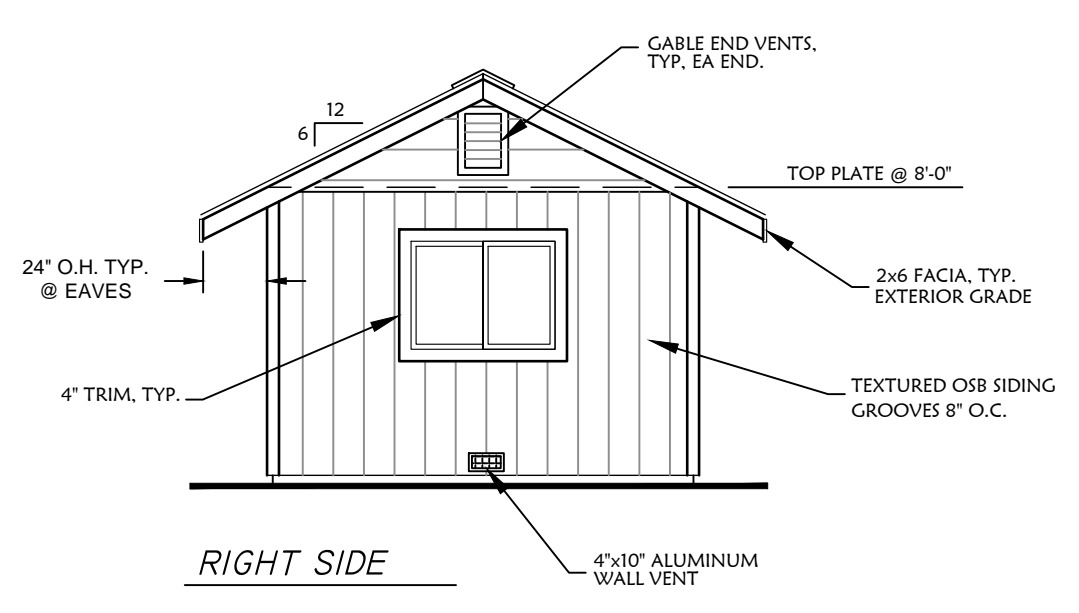 GABLE END VENTS,
TYP, EA END.
12
6
TOP PLATE @ 8'-0"
24" O.H. TYP.
@ EAVES
2x6 FACIA, TYP.
EXTERIOR GRADE
4" TRIM, TYP.
TEXTURED OSB SIDING
GROOVES 8" O.C.
4"x10" ALUMINUM
WALL VENT
RIGHT SIDE